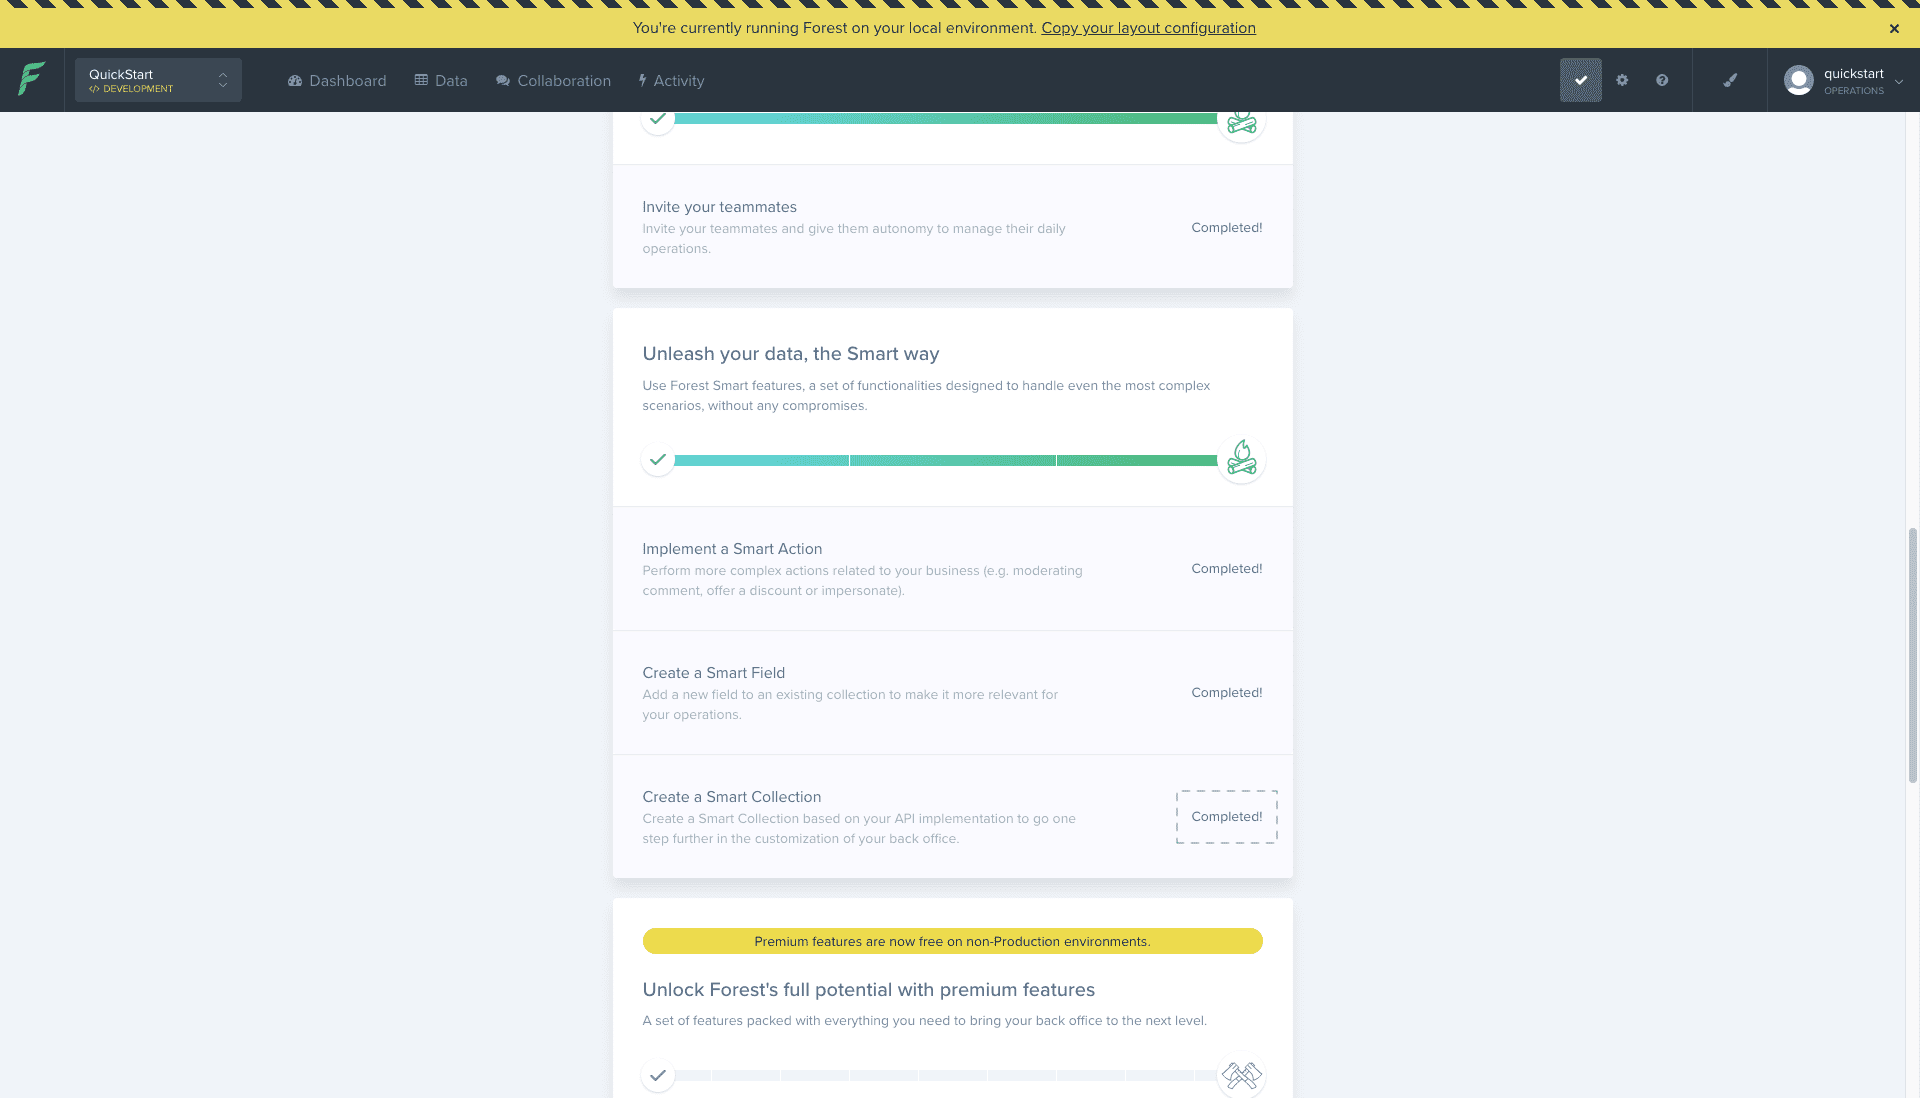 You're currently running Forest on your local environment. Copy your layout configuration
QuickStart
</> DEVELOPMENT
Dashboard
Data
Collaboration
Activity
quickstart
OPERATIONS
Invite your teammates
Invite your teammates and give them autonomy to manage their daily
operations.
Completed!
Unleash your data, the Smart way
Use Forest Smart features, a set of functionalities designed to handle even the most complex
scenarios, without any compromises.
Implement a Smart Action
Perform more complex actions related to your business (e.g. moderating
comment, offer a discount or impersonate).
Completed!
Create a Smart Field
Add a new field to an existing collection to make it more relevant for
your operations.
Completed!
Create a Smart Collection
Create a Smart Collection based on your API implementation to go one
step further in the customization of your back office.
Completed!
Premium features are now free on non-Production environments.
Unlock Forest's full potential with premium features
A set of features packed with everything you need to bring your back office to the next level.